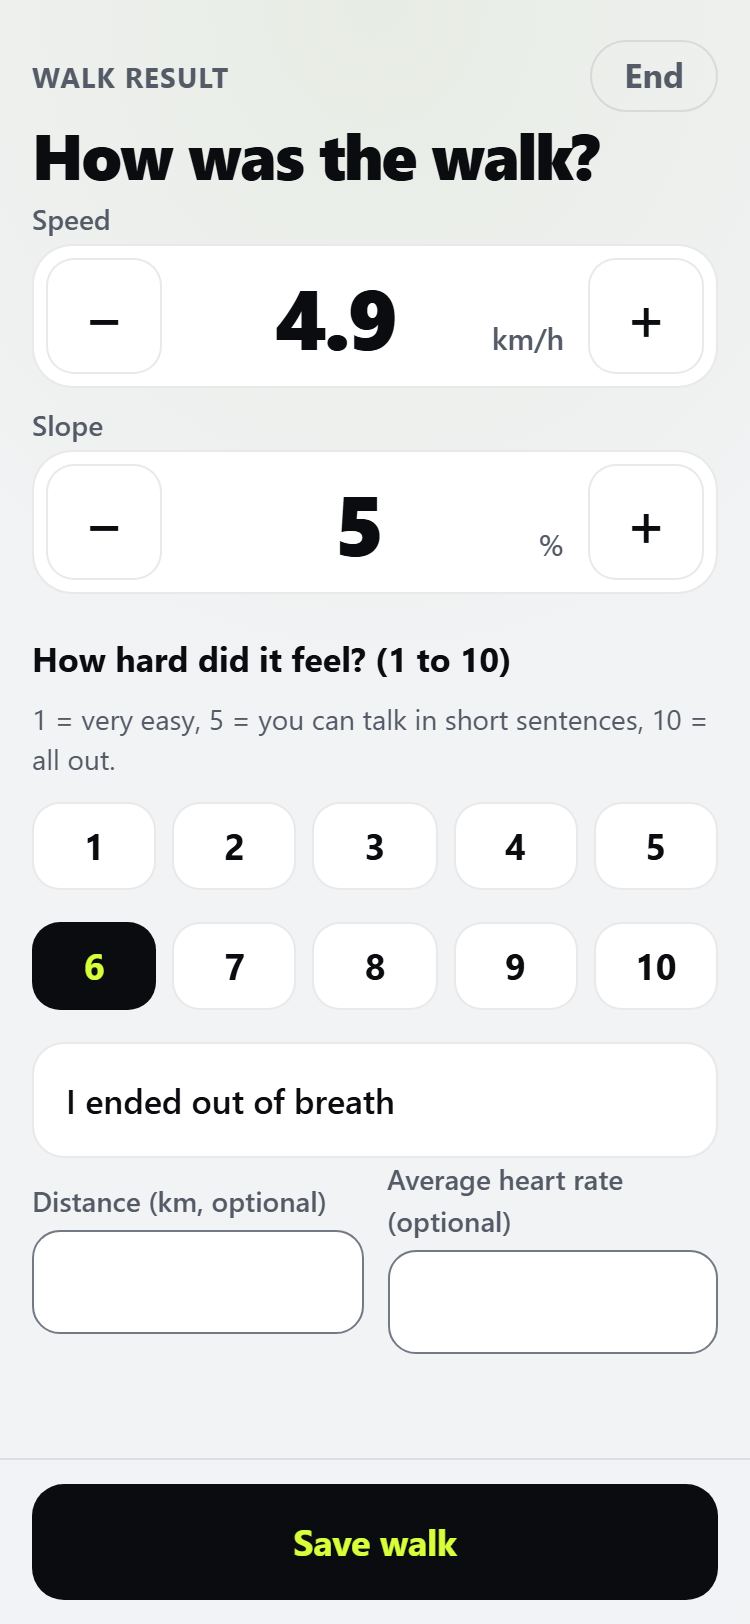 WALK RESULT
End
How was the walk?
Speed
− 4.9 km/h +
Slope
− 5 % +
How hard did it feel? (1 to 10)
1 = very easy, 5 = you can talk in short sentences, 10 =
all out.
1 2 3 4 5
6 7 8 9 10
I ended out of breath
Distance (km, optional)
Average heart rate
(optional)
Save walk